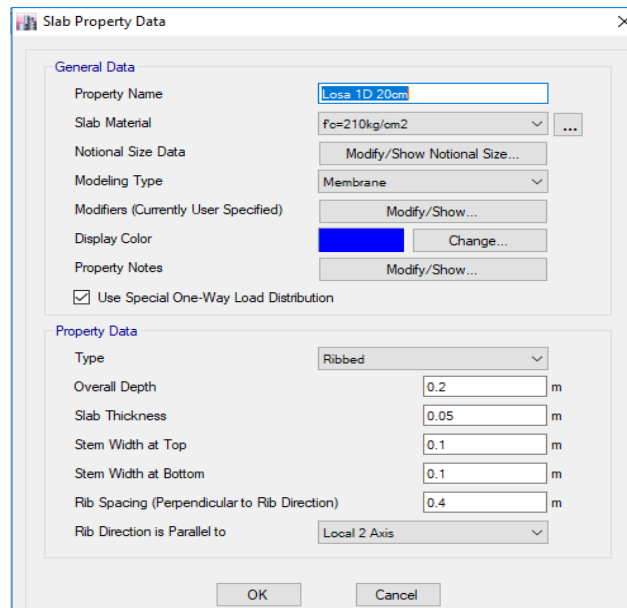 Slab Property Data
General Data
Property Name Losa 1D 20cm
Slab Material f'c=210kg/cm2 ...
Notional Size Data Modify/Show Notional Size...
Modeling Type Membrane
Modifiers (Currently User Specified) Modify/Show...
Display Color Change...
Property Notes Modify/Show...
Use Special One-Way Load Distribution
Property Data
Type Ribbed
Overall Depth 0.2 m
Slab Thickness 0.05 m
Stem Width at Top 0.1 m
Stem Width at Bottom 0.1 m
Rib Spacing (Perpendicular to Rib Direction) 0.4 m
Rib Direction is Parallel to Local 2 Axis
OK Cancel